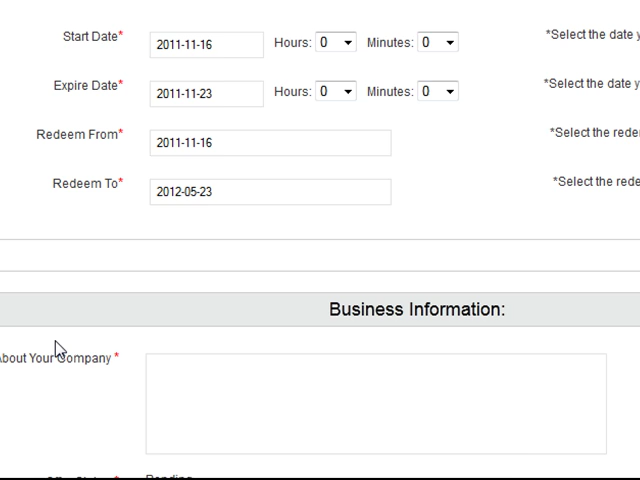 Start Date* 2011-11-16 Hours: 0 Minutes: 0 *Select the date y
Expire Date* 2011-11-23 Hours: 0 Minutes: 0 *Select the date y
Redeem From* 2011-11-16 *Select the rede
Redeem To* 2012-05-23 *Select the rede
Business Information:
About Your Company *
Pending